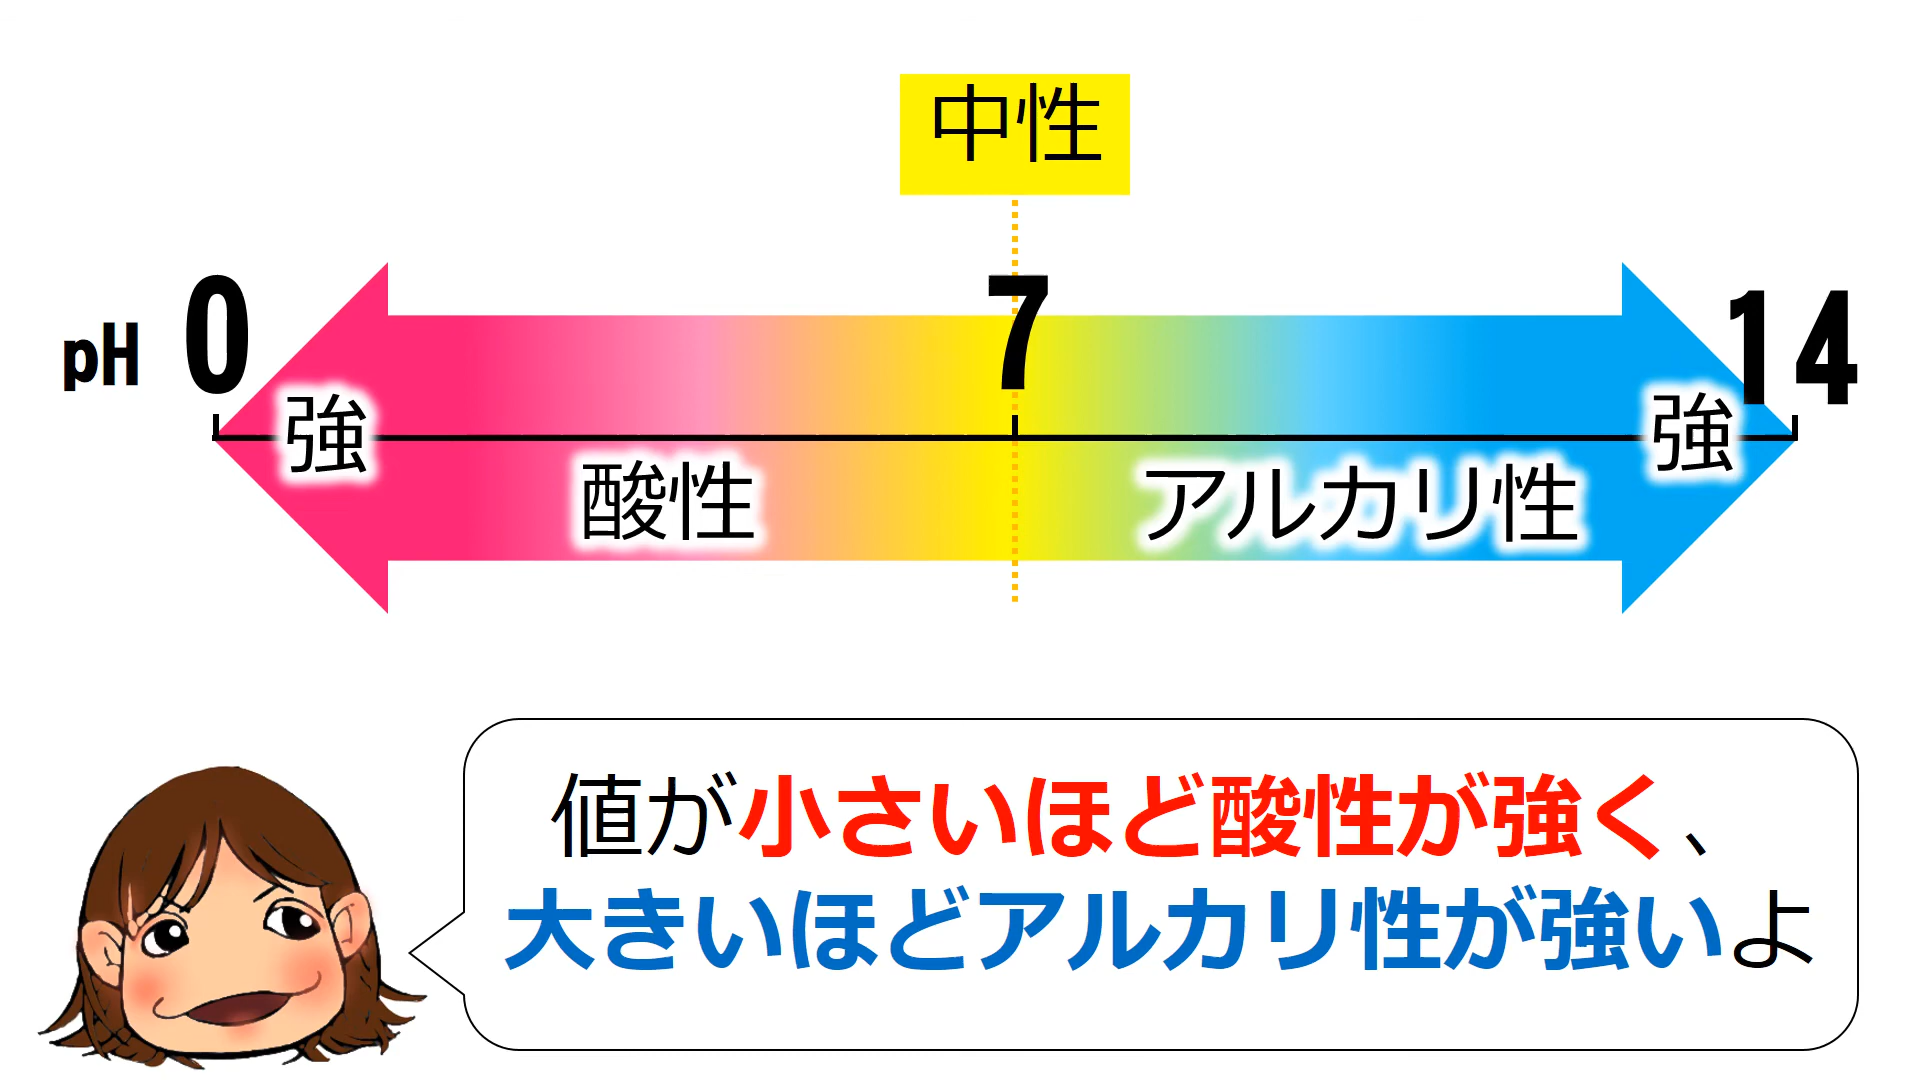 中性
pH 0 7 14
強 強
酸性 アルカリ性
値が小さいほど酸性が強く、
大きいほどアルカリ性が強いよ